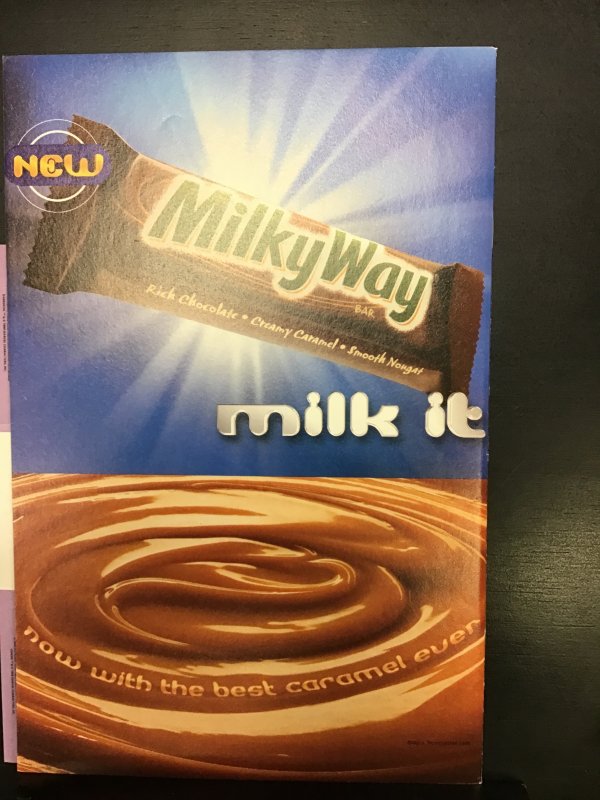 NEW
MilkyWay
BAR
Rich Chocolate • Creamy Caramel • Smooth Nougat
milk it
now with the best caramel ever